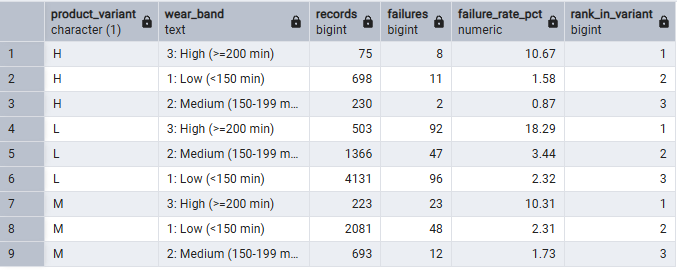 product_variant wear_band records failures failure_rate_pct rank_in_variant
character (1) text bigint bigint numeric bigint
1 H 3: High (>=200 min) 75 8 10.67 1
2 H 1: Low (<150 min) 698 11 1.58 2
3 H 2: Medium (150-199 m... 230 2 0.87 3
4 L 3: High (>=200 min) 503 92 18.29 1
5 L 2: Medium (150-199 m... 1366 47 3.44 2
6 L 1: Low (<150 min) 4131 96 2.32 3
7 M 3: High (>=200 min) 223 23 10.31 1
8 M 1: Low (<150 min) 2081 48 2.31 2
9 M 2: Medium (150-199 m... 693 12 1.73 3